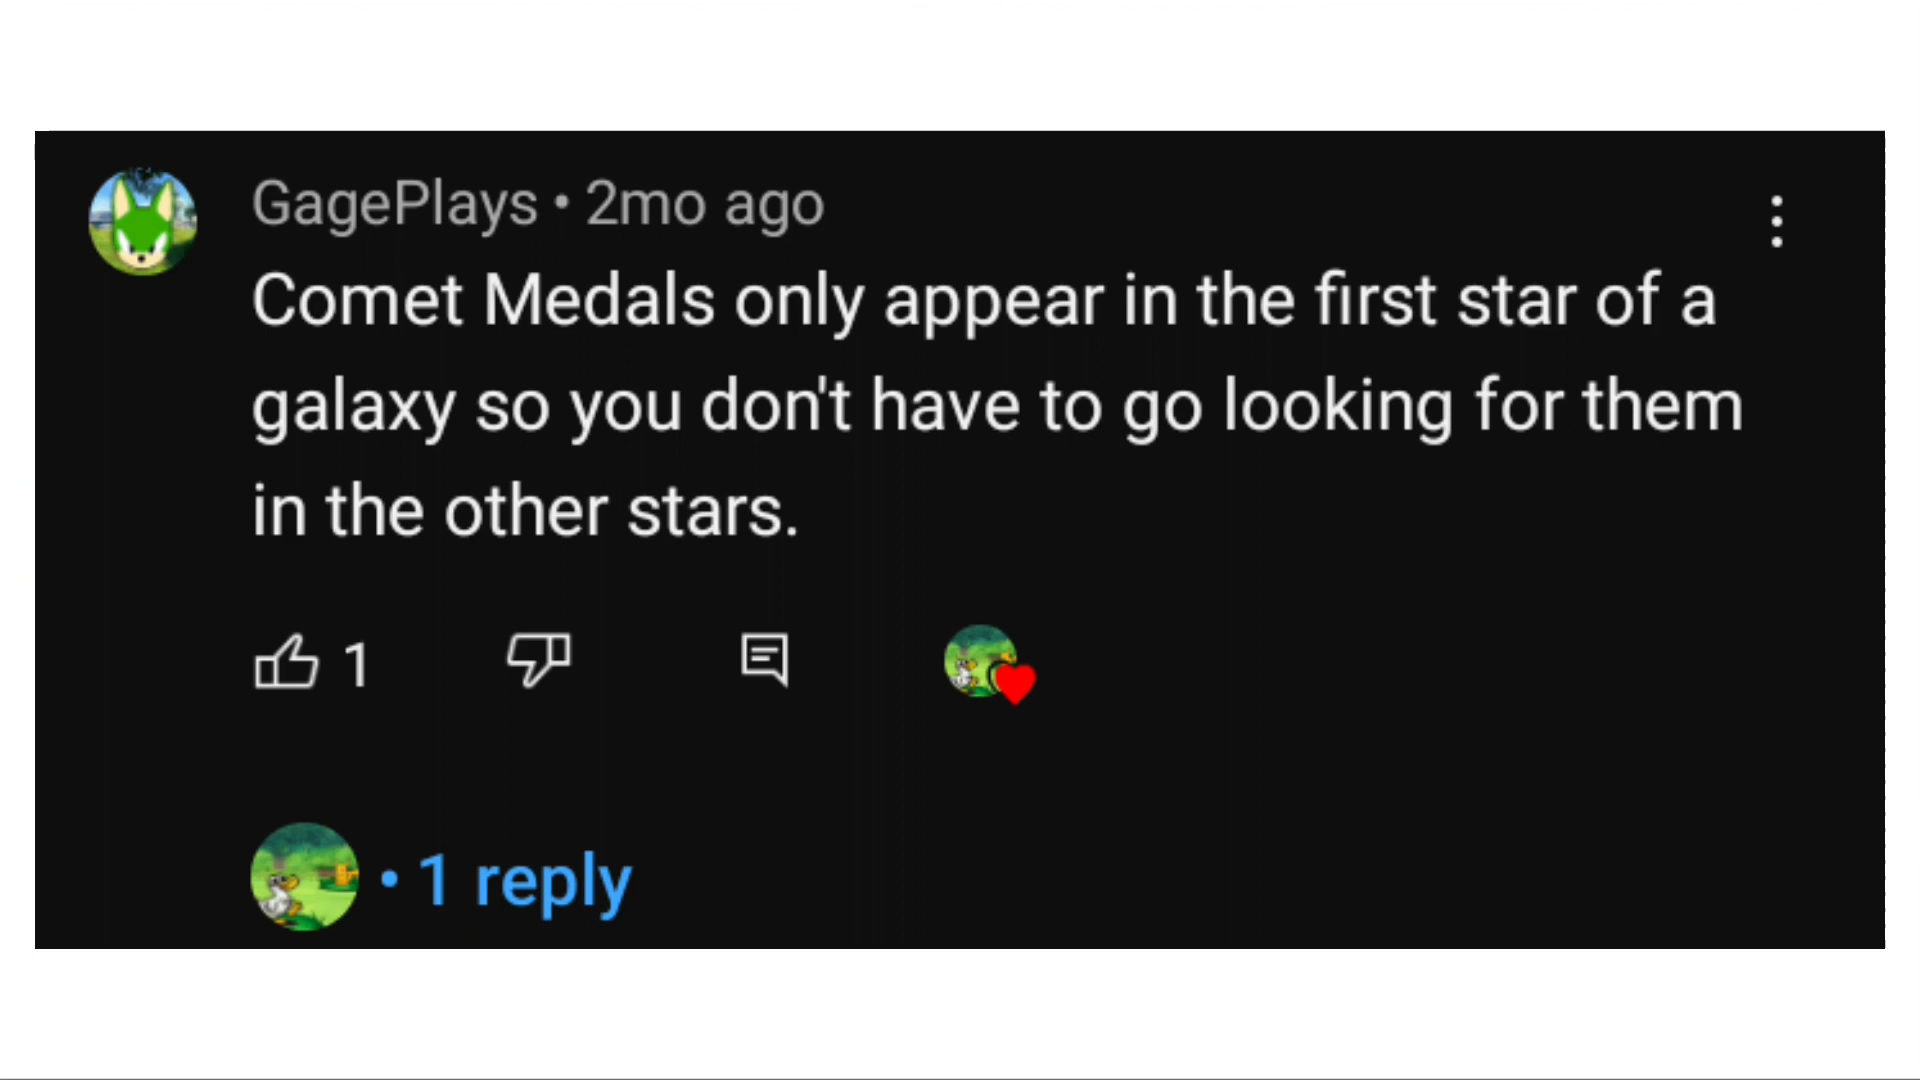 GagePlays • 2mo ago
Comet Medals only appear in the first star of a
galaxy so you don't have to go looking for them
in the other stars.
1
• 1 reply